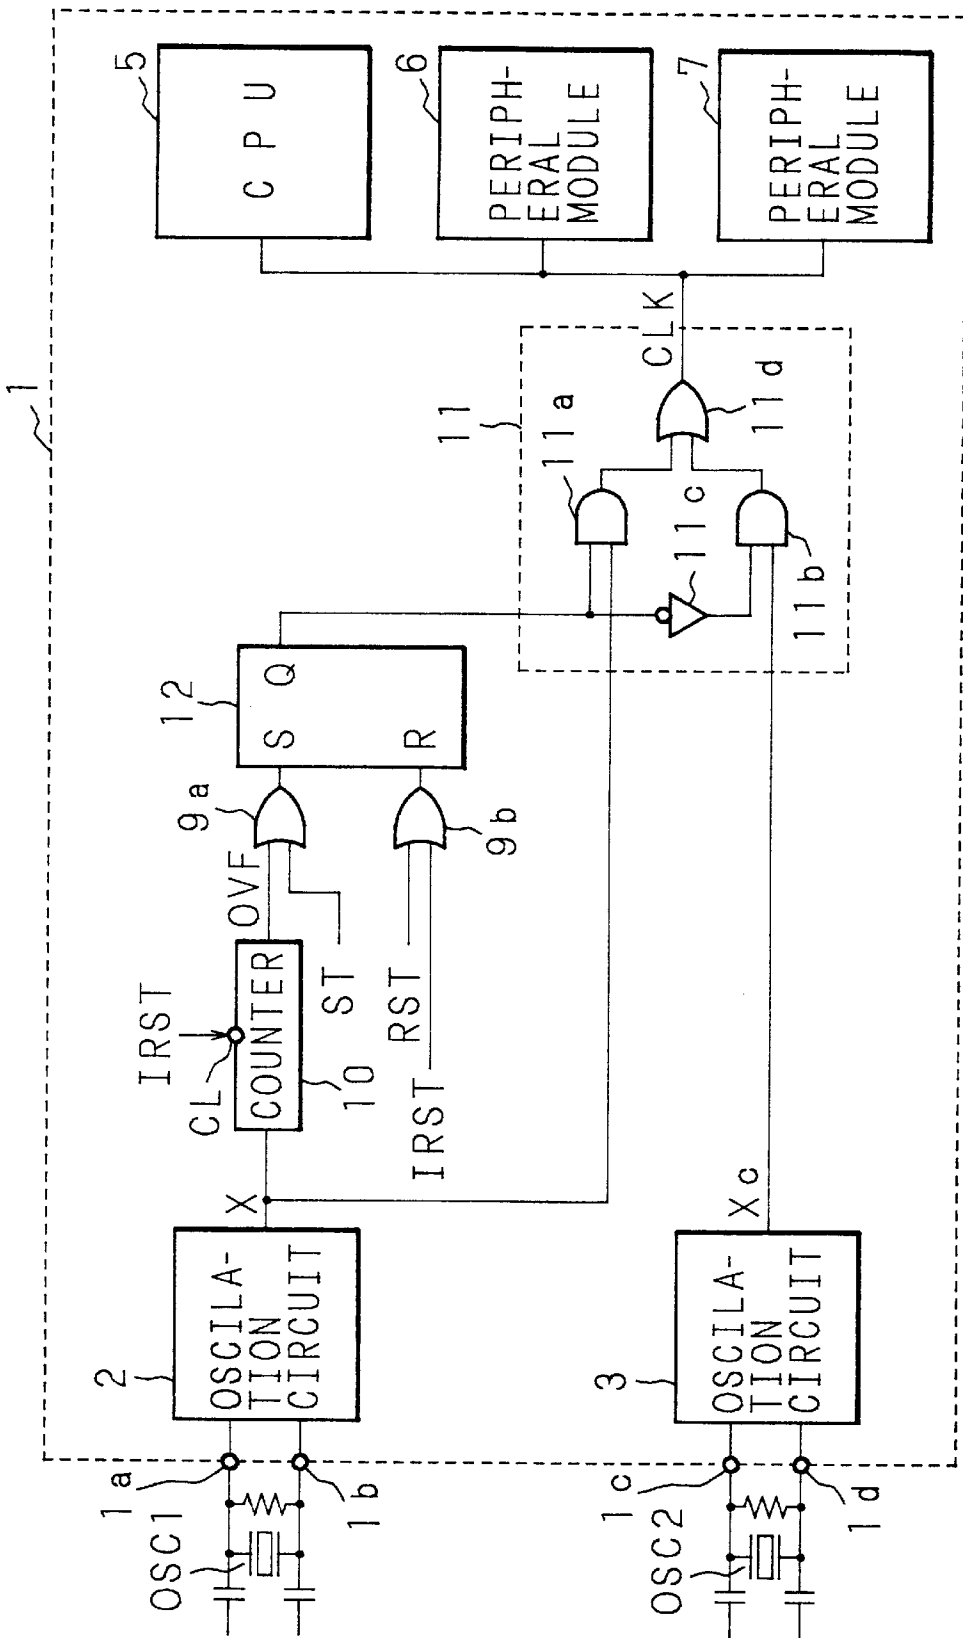 1
OSC1
1a
1b
2
OSCILA-
TION
CIRCUIT
X
IRST
CL
COUNTER
10
OVF
ST
RST
IRST
9a
9b
12
S
Q
R
11
11a
11c
11b
11d
CLK
5
CPU
6
PERIPH-
ERAL
MODULE
7
PERIPH-
ERAL
MODULE
OSC2
1c
1d
3
OSCILA-
TION
CIRCUIT
Xc